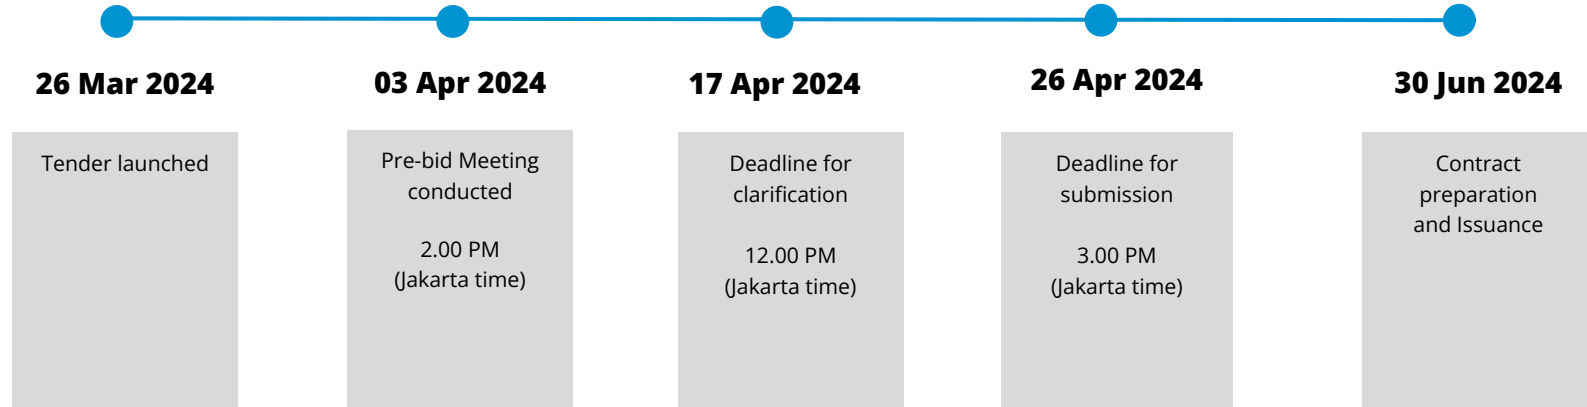 26 Mar 2024
Tender launched
03 Apr 2024
Pre-bid Meeting
conducted
2.00 PM
(Jakarta time)
17 Apr 2024
Deadline for
clarification
12.00 PM
(Jakarta time)
26 Apr 2024
Deadline for
submission
3.00 PM
(Jakarta time)
30 Jun 2024
Contract
preparation
and Issuance